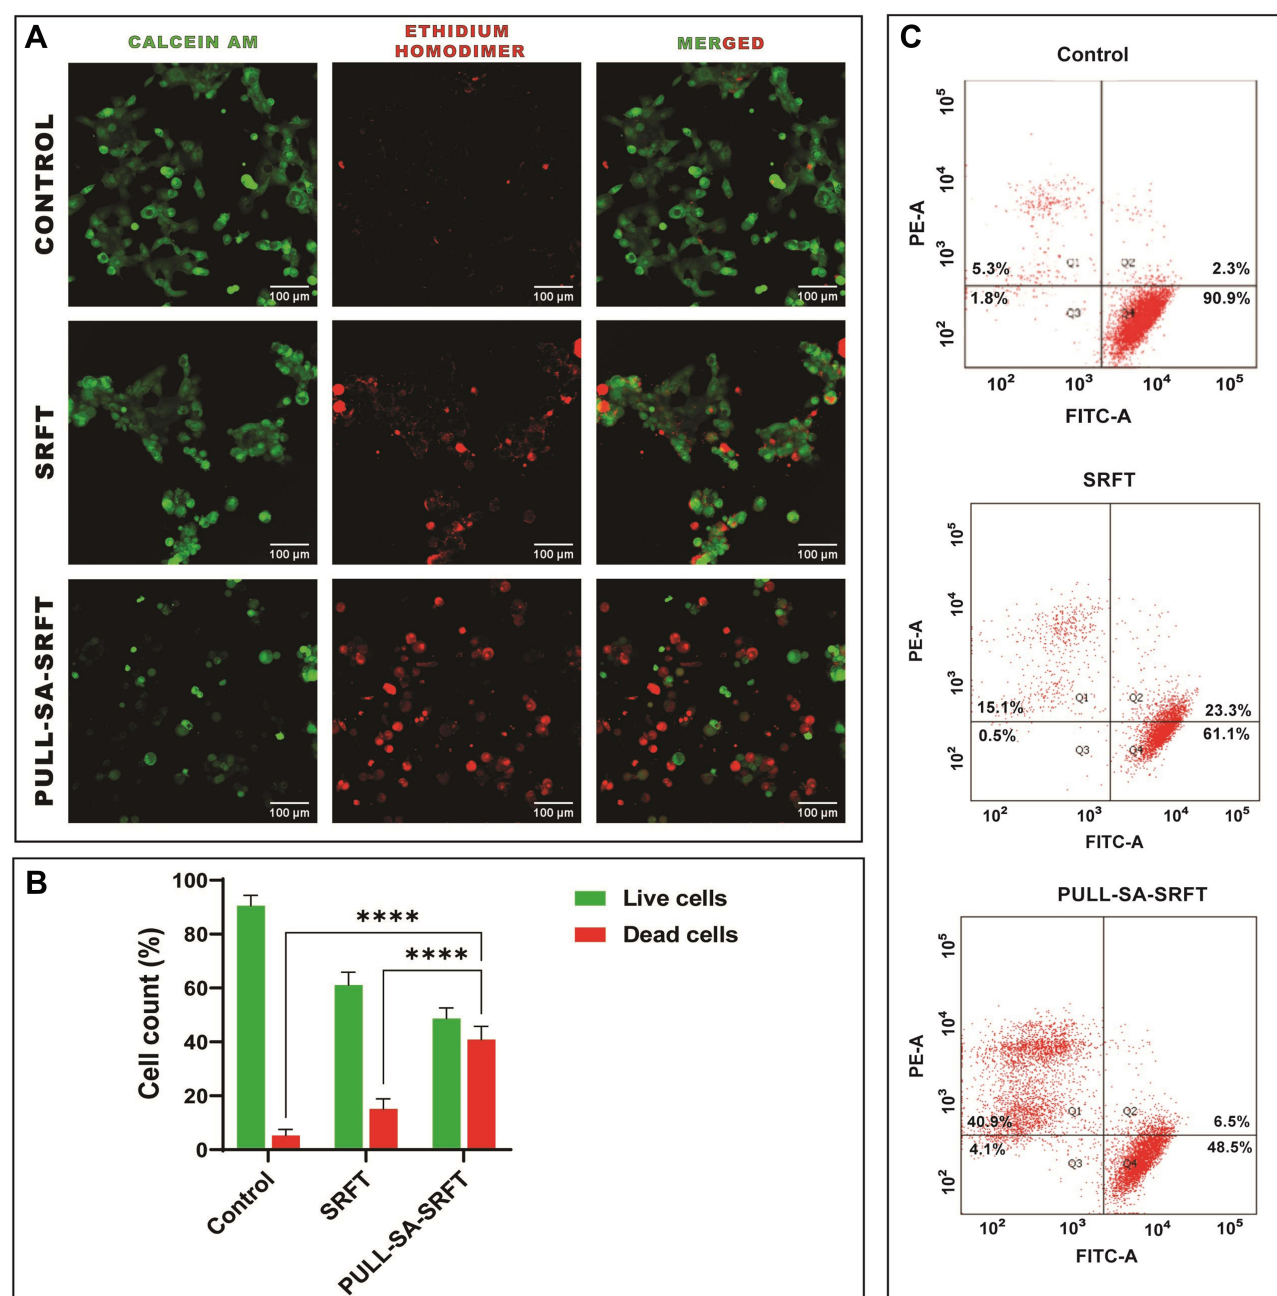 A
CALCEIN AM
ETHIDIUM
HOMODIMER
MERGED
CONTROL
100 µm
100 µm
100 µm
SRFT
100 µm
100 µm
100 µm
PULL-SA-SRFT
100 µm
100 µm
100 µm
B
Cell count (%)
100
80
60
40
20
0
****
****
Live cells
Dead cells
Control
SRFT
PULL-SA-SRFT
C
Control
PE-A
10⁵
10⁴
10³
10²
Q1
Q2
5.3%
2.3%
1.8%
90.9%
Q3
Q4
10²
10³
10⁴
10⁵
FITC-A
SRFT
PE-A
10⁵
10⁴
10³
10²
Q1
Q2
15.1%
23.3%
0.5%
61.1%
Q3
Q4
10²
10³
10⁴
10⁵
FITC-A
PULL-SA-SRFT
PE-A
10⁵
10⁴
10³
10²
Q1
Q2
40.9%
6.5%
4.1%
48.5%
Q3
Q4
10²
10³
10⁴
10⁵
FITC-A